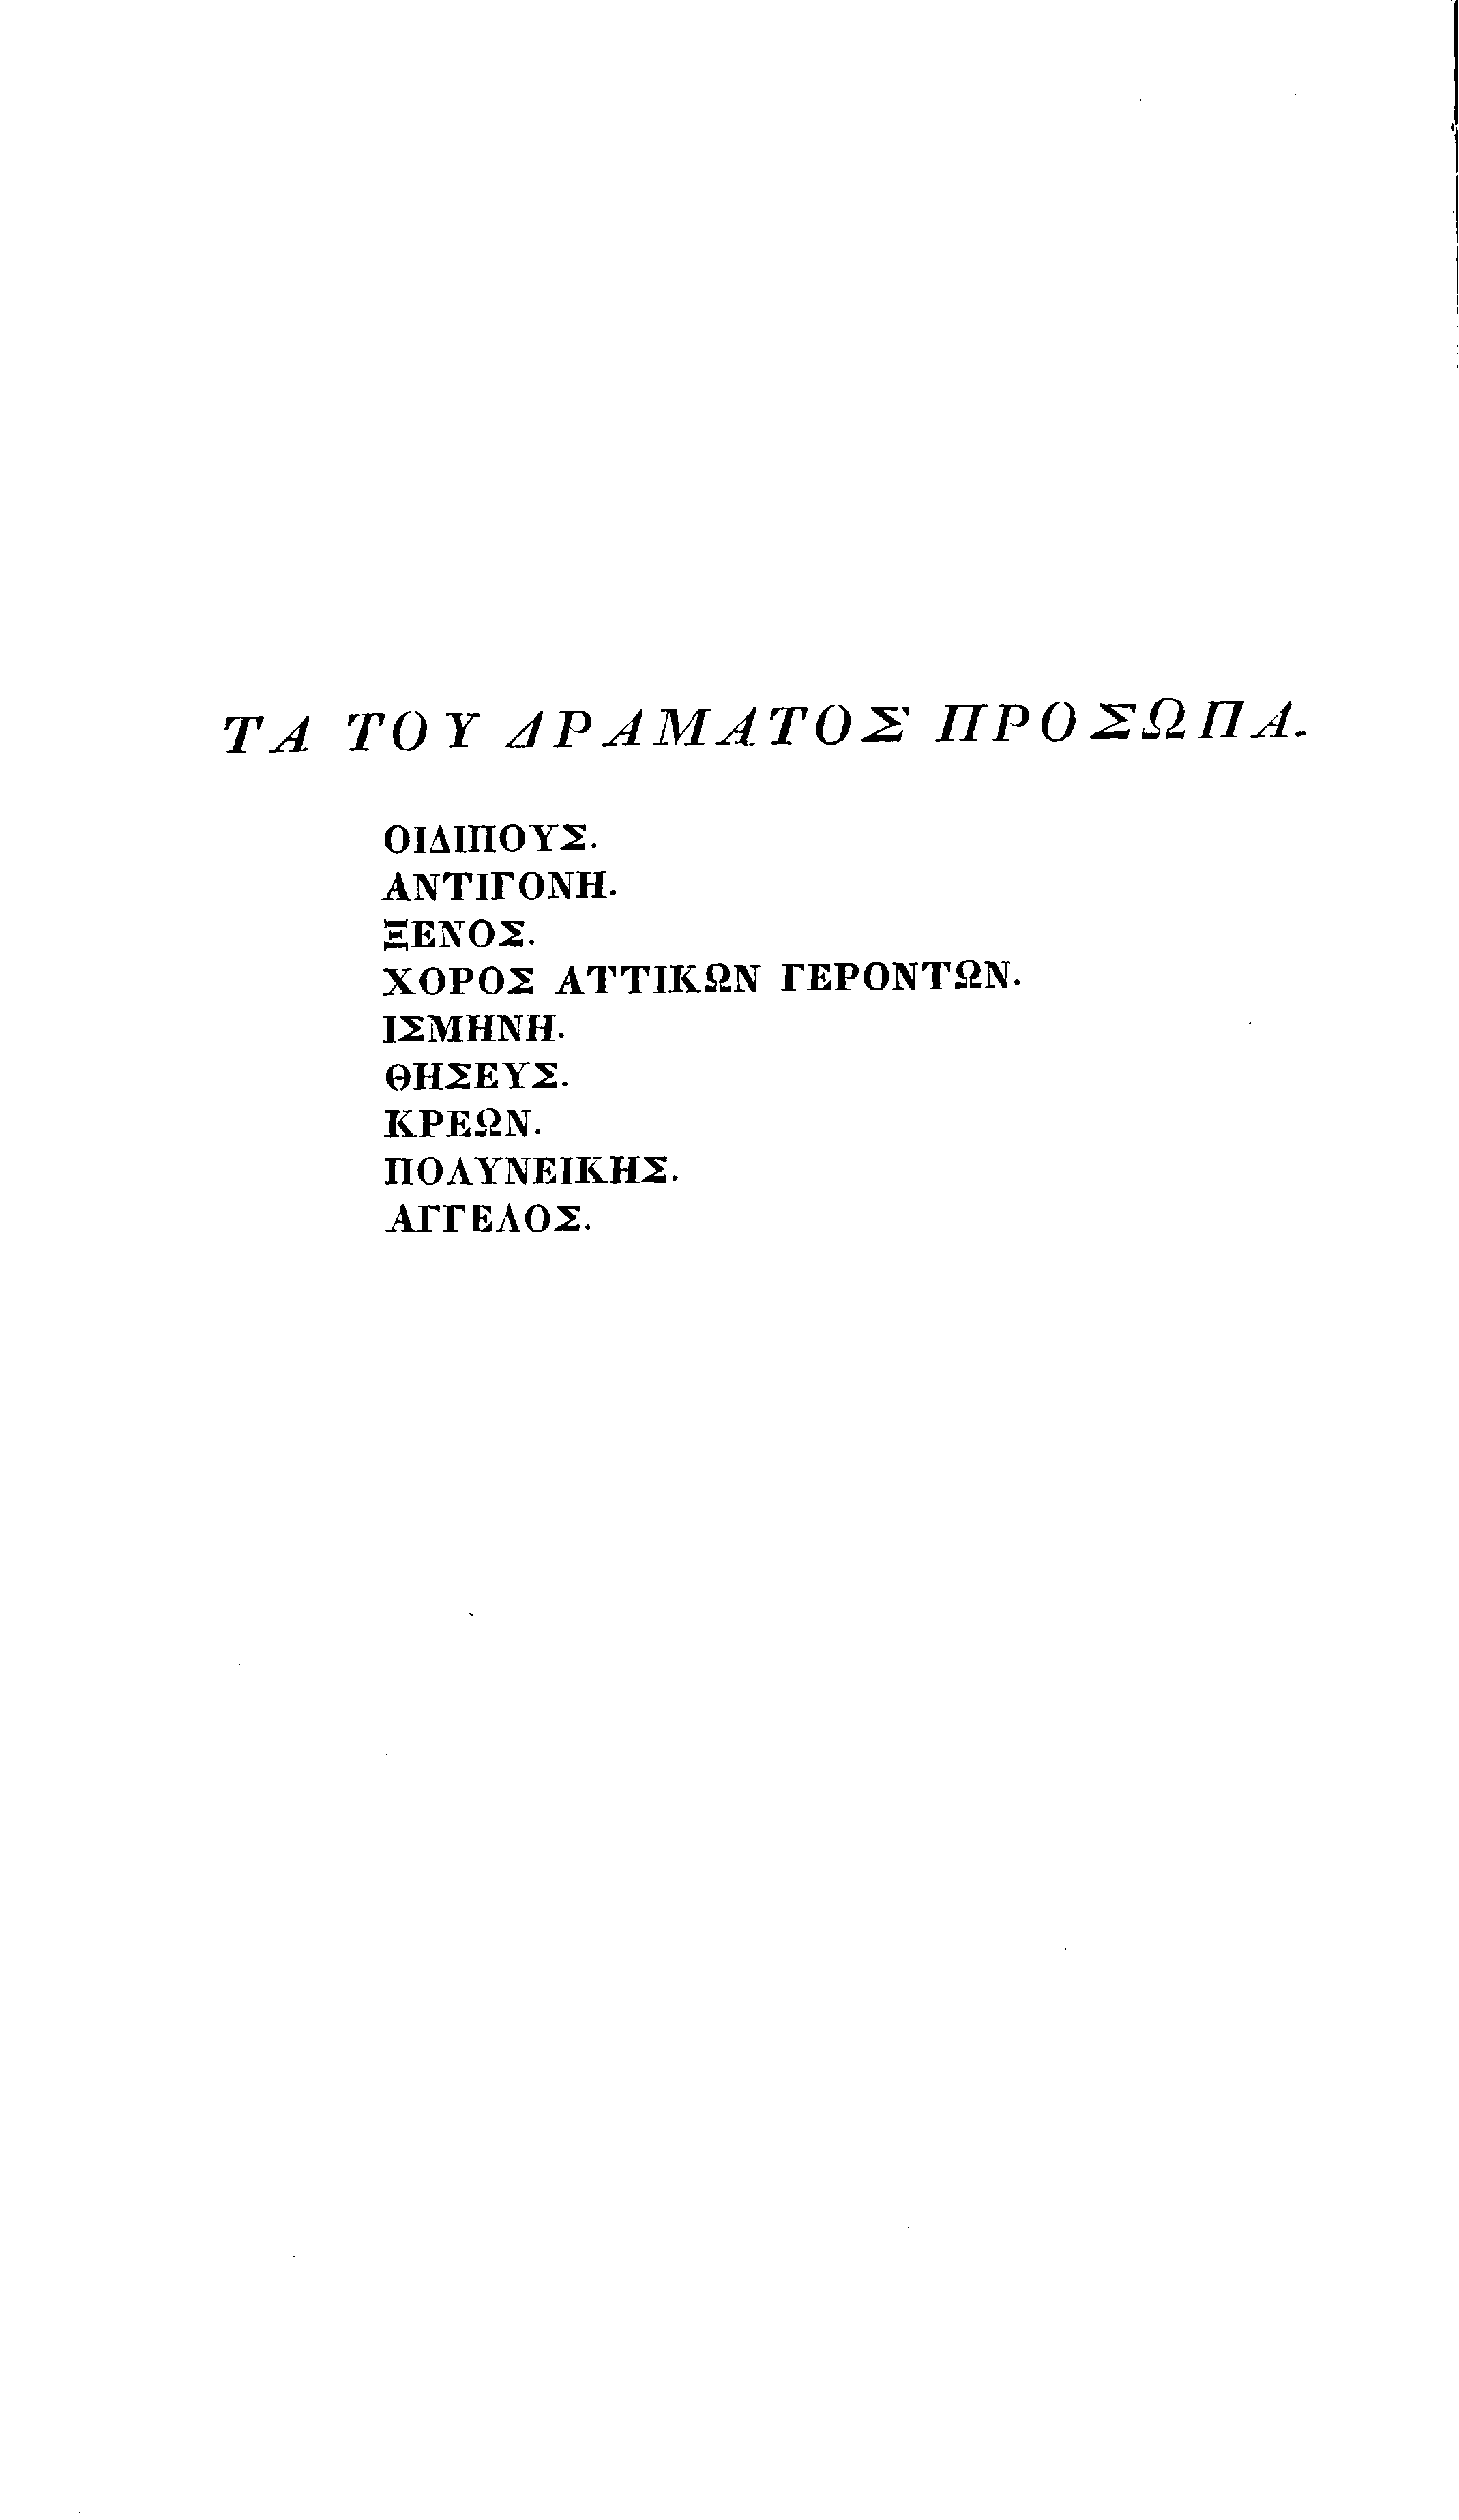 ΤΑ ΤΟΥ ΔΡΑΜΑΤΟΣ ΠΡΟΣΩΠΑ.
ΟΙΔΙΠΟΥΣ.
ΑΝΤΙΓΟΝΗ.
ΞΕΝΟΣ.
ΧΟΡΟΣ ΑΤΤΙΚΩΝ ΓΕΡΟΝΤΩΝ.
ΙΣΜΗΝΗ.
ΘΗΣΕΥΣ.
ΚΡΕΩΝ.
ΠΟΛΥΝΕΙΚΗΣ.
ΑΓΓΕΛΟΣ.